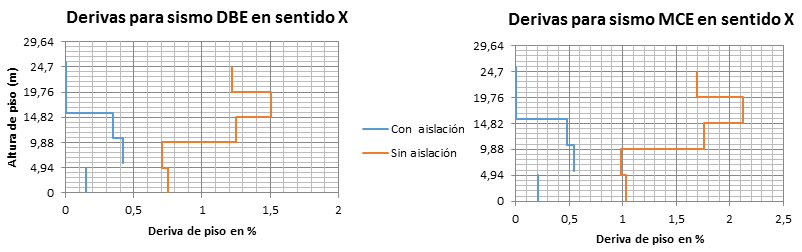 Derivas para sismo DBE en sentido X
Altura de piso (m)
29,64
24,7
19,76
14,82
9,88
4,94
0
0 0,5 1 1,5 2
Deriva de piso en %
Con aislación
Sin aislación
Derivas para sismo MCE en sentido X
29,64
24,7
19,76
14,82
9,88
4,94
0
0 0,5 1 1,5 2 2,5
Deriva de piso en %